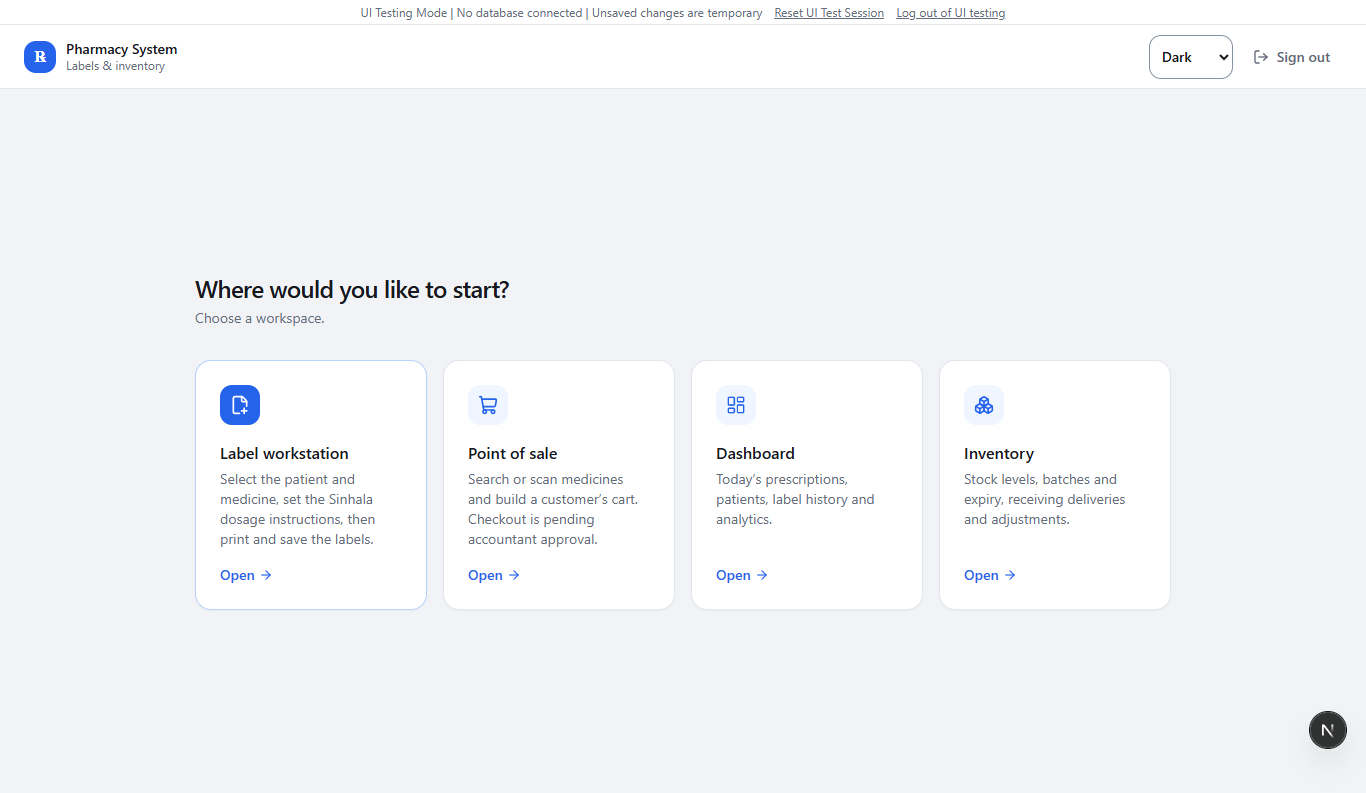 UI Testing Mode | No database connected | Unsaved changes are temporary Reset UI Test Session Log out of UI testing
℞
Pharmacy System
Labels & inventory
Dark
Sign out
Where would you like to start?
Choose a workspace.
Label workstation
Select the patient and
medicine, set the Sinhala
dosage instructions, then
print and save the labels.
Open →
Point of sale
Search or scan medicines
and build a customer’s cart.
Checkout is pending
accountant approval.
Open →
Dashboard
Today’s prescriptions,
patients, label history and
analytics.
Open →
Inventory
Stock levels, batches and
expiry, receiving deliveries
and adjustments.
Open →
N